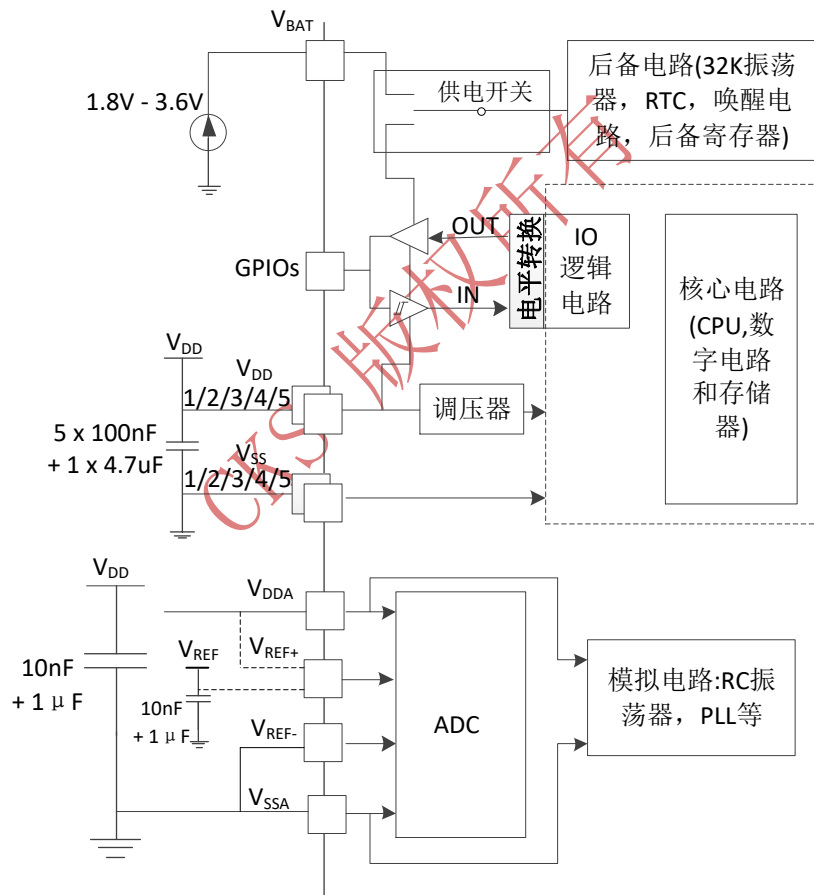 VBAT
1.8V - 3.6V
供电开关
后备电路(32K振荡
器，RTC，唤醒电
路，后备寄存器)
GPIOs
OUT
IN
电平转换
IO
逻辑
电路
核心电路
(CPU,数
字电路
和存储
器)
VDD
VDD
1/2/3/4/5
5 x 100nF
+ 1 x 4.7uF
VSS
1/2/3/4/5
调压器
CKS 版权所有
VDD
10nF
+ 1μF
VDDA
VREF+
VREF
10nF
+ 1μF
VREF-
VSSA
ADC
模拟电路:RC振
荡器，PLL等